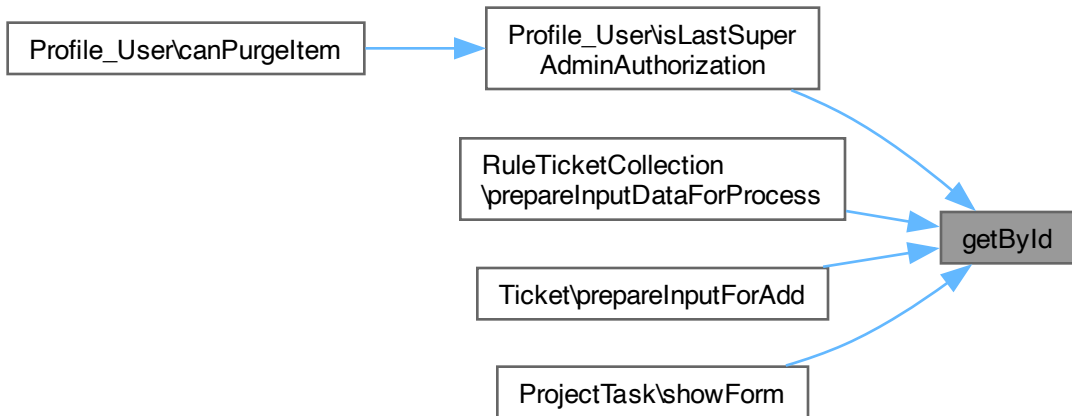 Profile_User\canPurgeItem
Profile_User\isLastSuper
AdminAuthorization
RuleTicketCollection
\prepareInputDataForProcess
getById
Ticket\prepareInputForAdd
ProjectTask\showForm